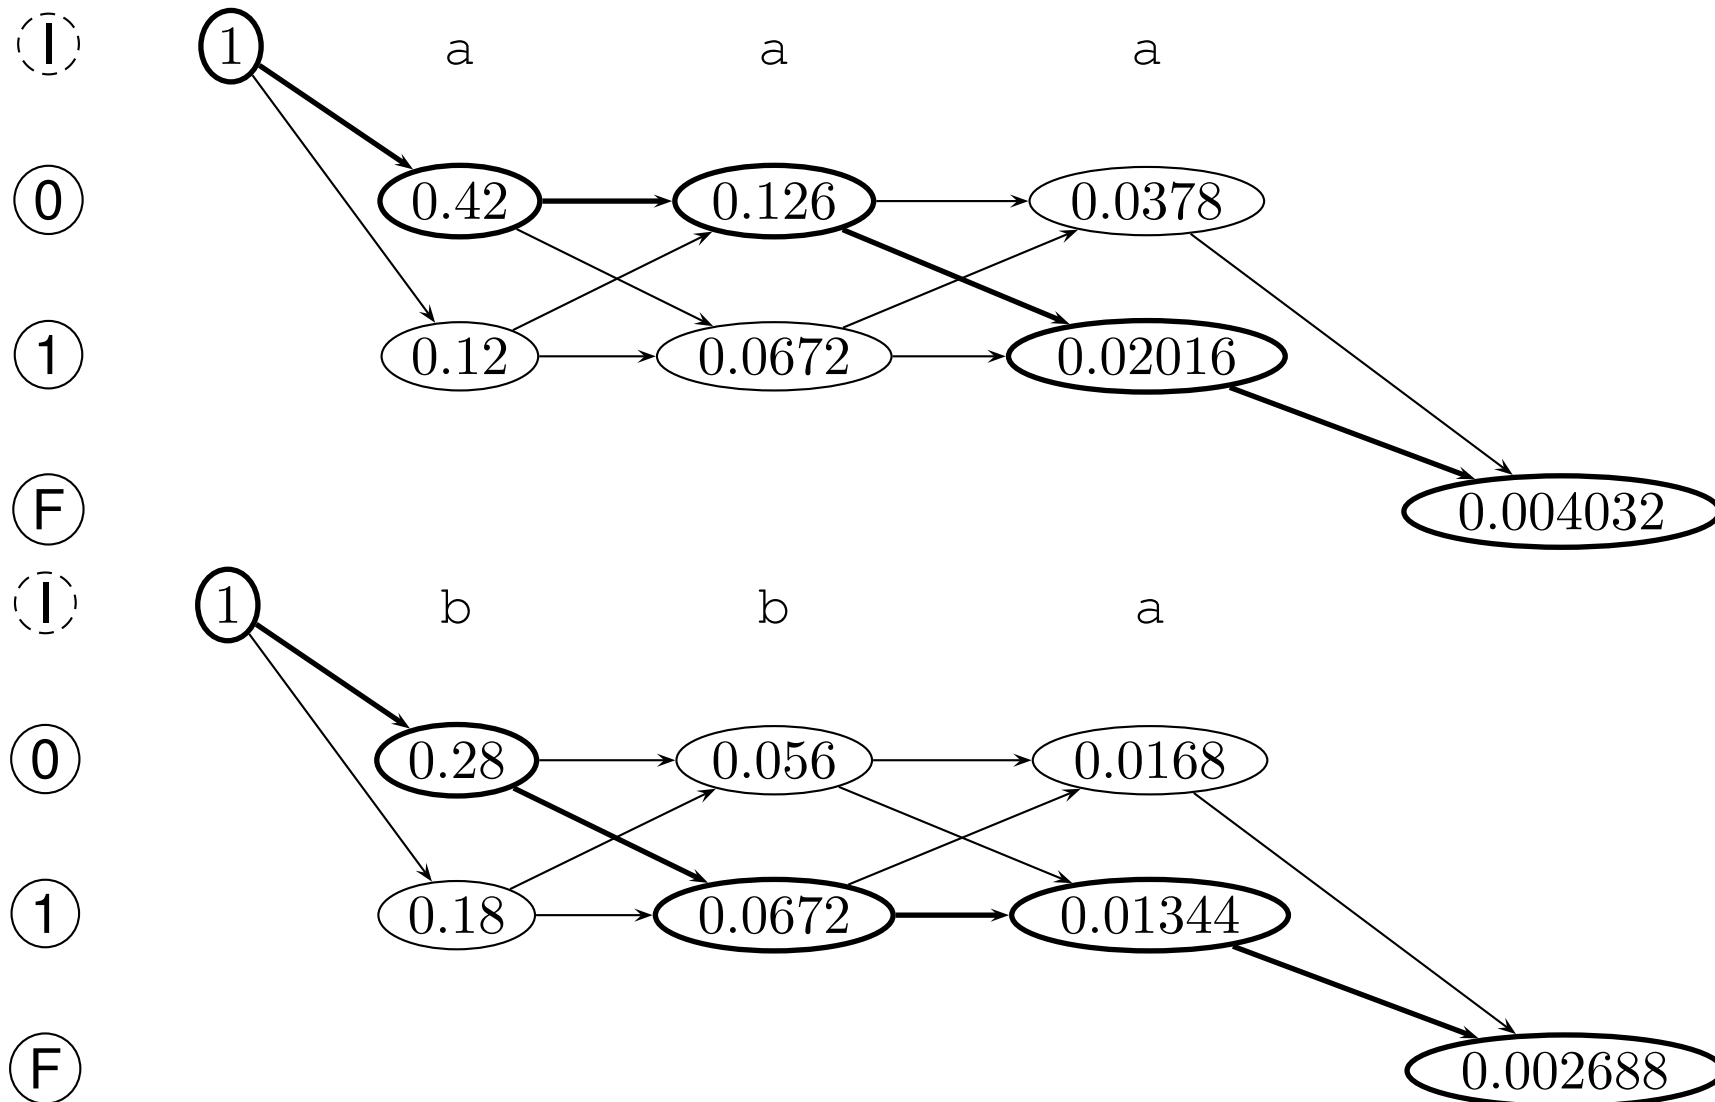 I 1 a a a
0 0.42 0.126 0.0378
1 0.12 0.0672 0.02016
F 0.004032
I 1 b b a
0 0.28 0.056 0.0168
1 0.18 0.0672 0.01344
F 0.002688